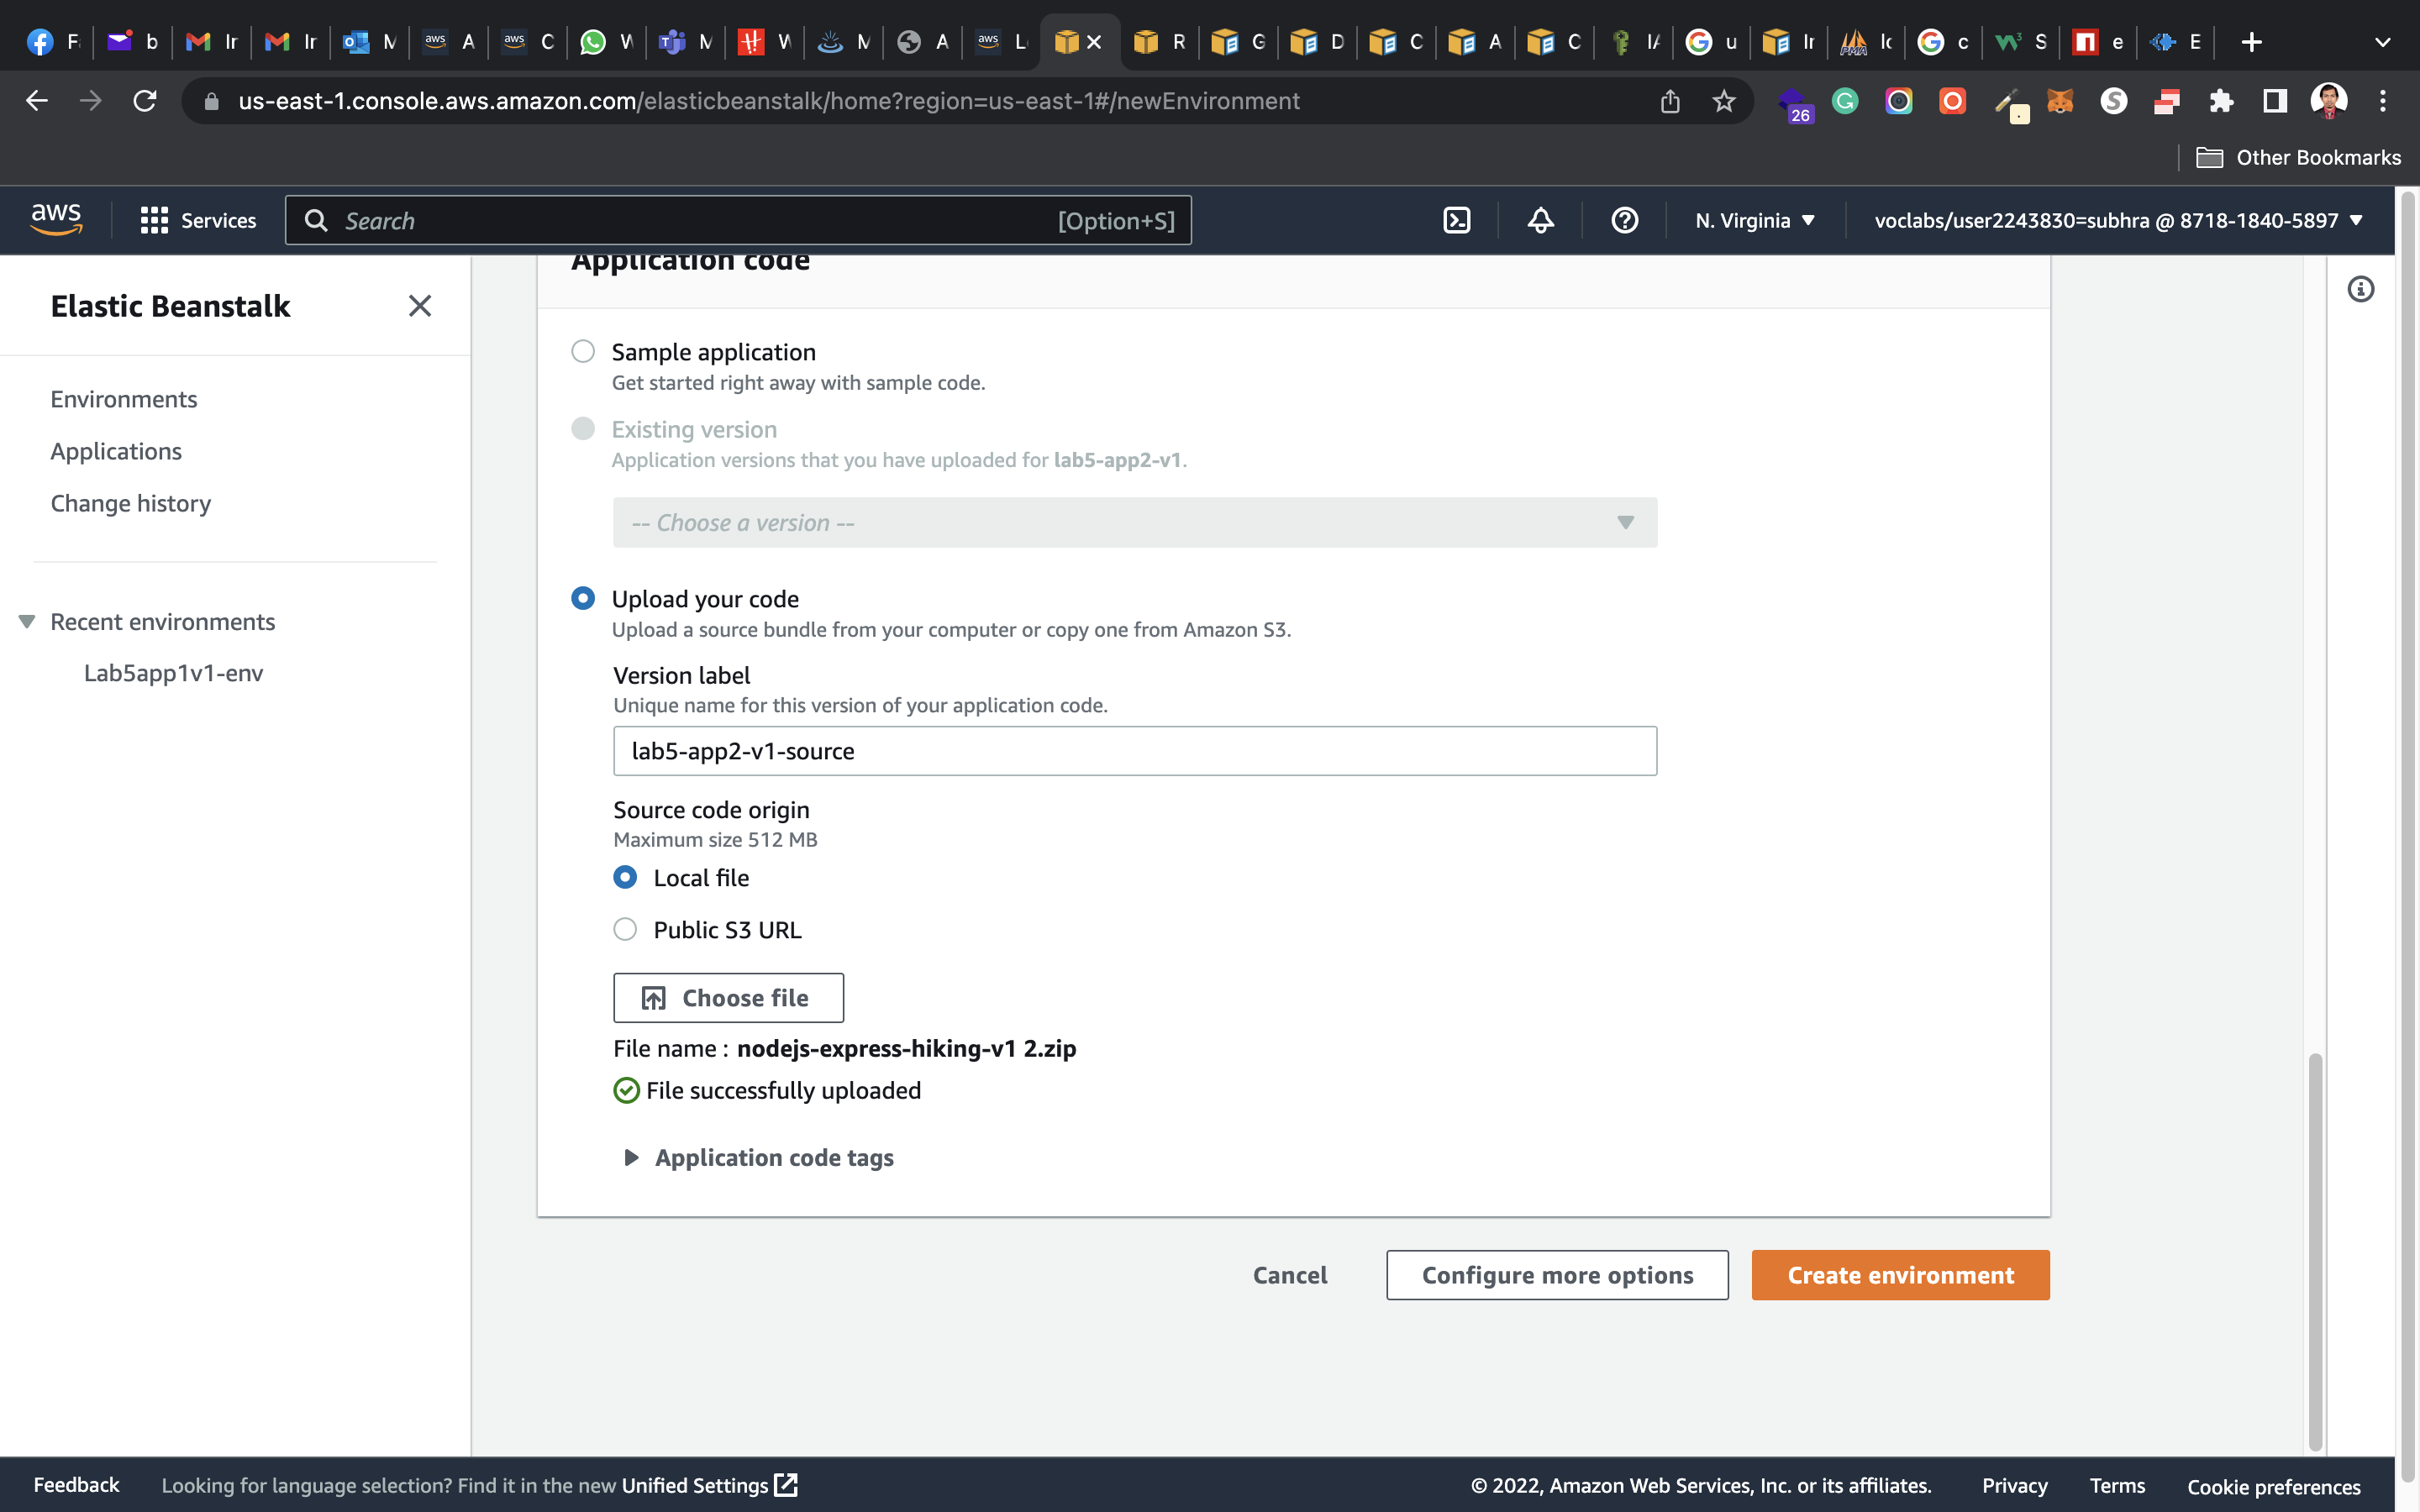 F
b
Ir
Ir
M
aws A
aws C
W
M
W
M
A
aws L
R
G
D
C
A
C
I/
u
Ir
lc
c
S
e
E
us-east-1.console.aws.amazon.com/elasticbeanstalk/home?region=us-east-1#/newEnvironment
26
Other Bookmarks
aws
Services
Search
[Option+S]
N. Virginia
voclabs/user2243830=subhra @ 8718-1840-5897
Elastic Beanstalk
Environments
Applications
Change history
Recent environments
Lab5app1v1-env
Application code
Sample application
Get started right away with sample code.
Existing version
Application versions that you have uploaded for lab5-app2-v1.
-- Choose a version --
Upload your code
Upload a source bundle from your computer or copy one from Amazon S3.
Version label
Unique name for this version of your application code.
lab5-app2-v1-source
Source code origin
Maximum size 512 MB
Local file
Public S3 URL
Choose file
File name : nodejs-express-hiking-v1 2.zip
File successfully uploaded
Application code tags
Cancel
Configure more options
Create environment
Feedback
Looking for language selection? Find it in the new Unified Settings
© 2022, Amazon Web Services, Inc. or its affiliates.
Privacy
Terms
Cookie preferences